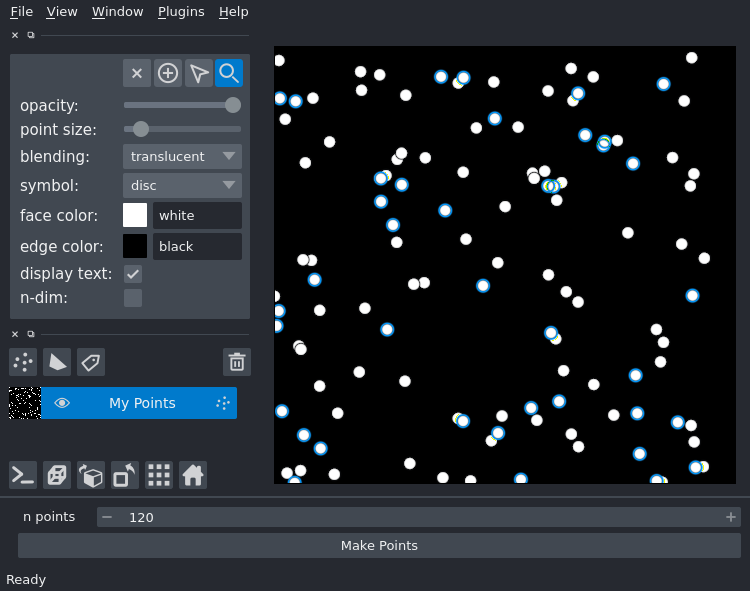 File View Window Plugins Help
opacity:
point size:
blending: translucent
symbol: disc
face color: white
edge color: black
display text:
n-dim:
My Points
n points 120
Make Points
Ready